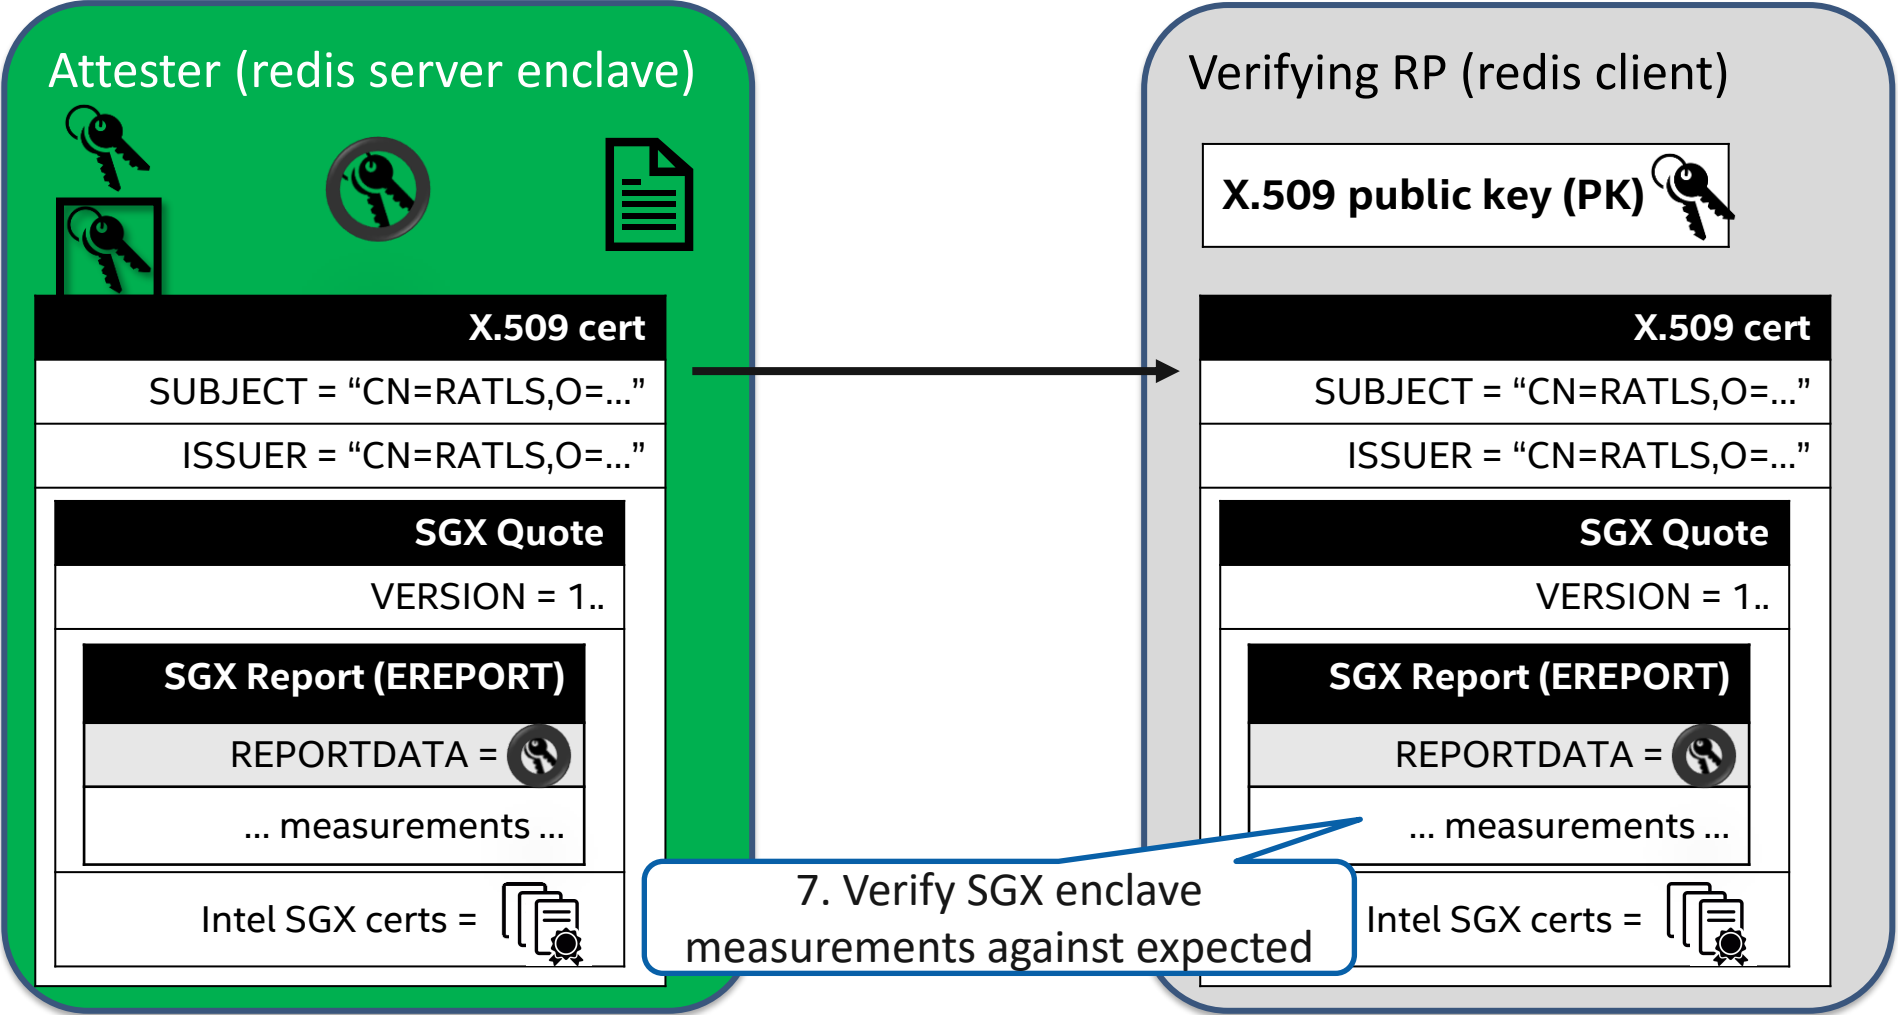 Attester (redis server enclave)
X.509 cert
SUBJECT = “CN=RATLS,O=...”
ISSUER = “CN=RATLS,O=...”
SGX Quote
VERSION = 1..
SGX Report (EREPORT)
REPORTDATA =
... measurements ...
Intel SGX certs =
Verifying RP (redis client)
X.509 public key (PK)
X.509 cert
SUBJECT = “CN=RATLS,O=...”
ISSUER = “CN=RATLS,O=...”
SGX Quote
VERSION = 1..
SGX Report (EREPORT)
REPORTDATA =
... measurements ...
Intel SGX certs =
7. Verify SGX enclave
measurements against expected